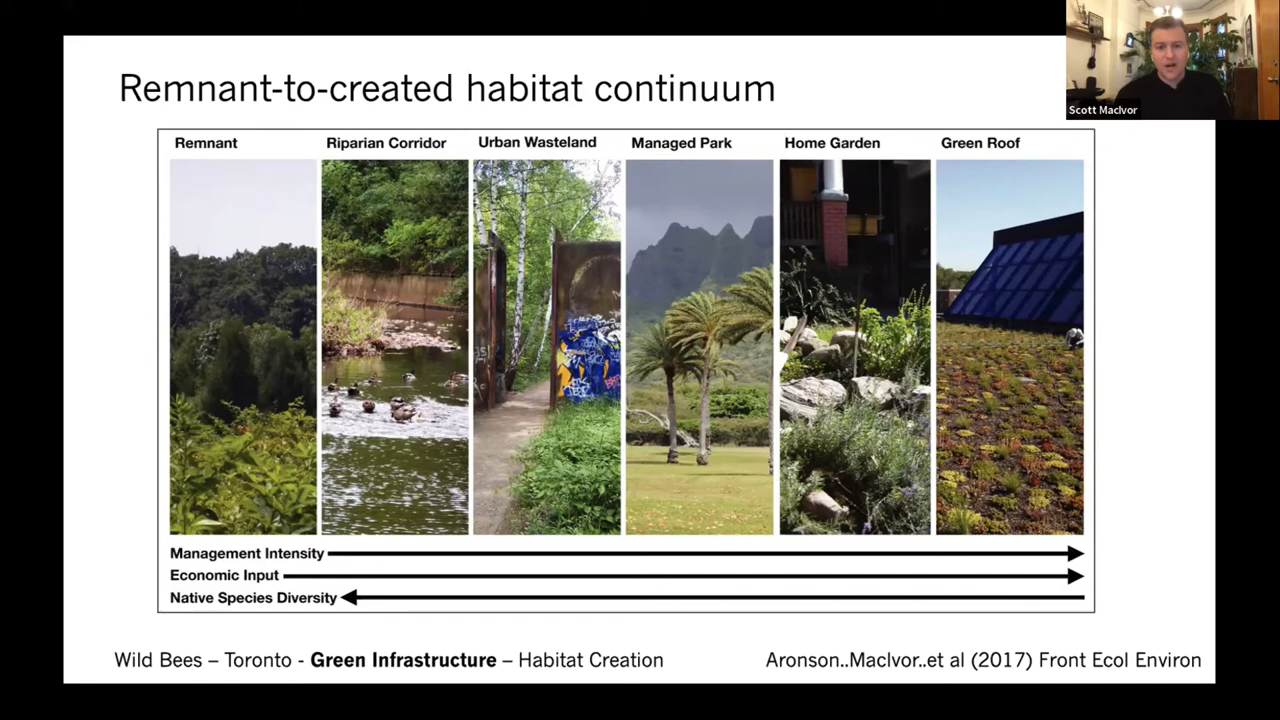 Remnant-to-created habitat continuum
Scott MacIvor
Remnant
Riparian Corridor
Urban Wasteland
Managed Park
Home Garden
Green Roof
Management Intensity
Economic Input
Native Species Diversity
Wild Bees – Toronto - Green Infrastructure – Habitat Creation
Aronson..MacIvor..et al (2017) Front Ecol Environ